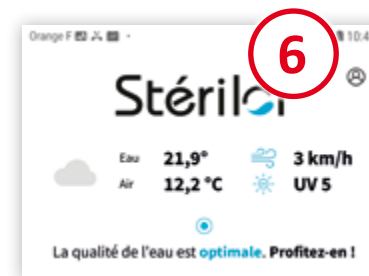 Orange F
10:4
6
Stérilor
Eau 21,9° 3 km/h
Air 12,2 °C UV 5
La qualité de l'eau est optimale. Profitez-en !